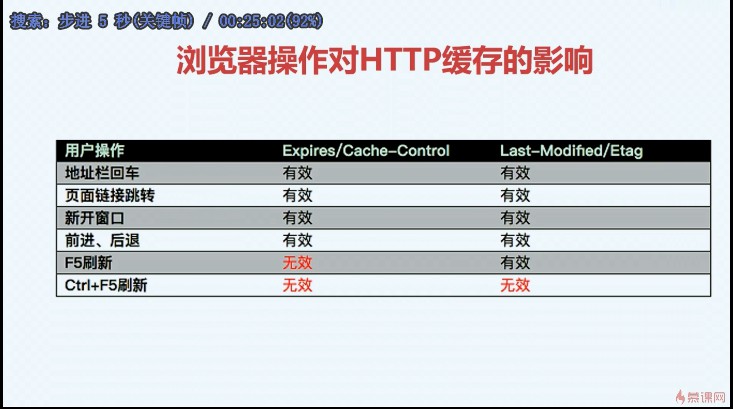 搜索: 步进 5 秒(关键帧) / 00:25:02(92%)
浏览器操作对HTTP缓存的影响
用户操作 Expires/Cache-Control Last-Modified/Etag
地址栏回车 有效 有效
页面链接跳转 有效 有效
新开窗口 有效 有效
前进、后退 有效 有效
F5刷新 无效 有效
Ctrl+F5刷新 无效 无效
慕课网